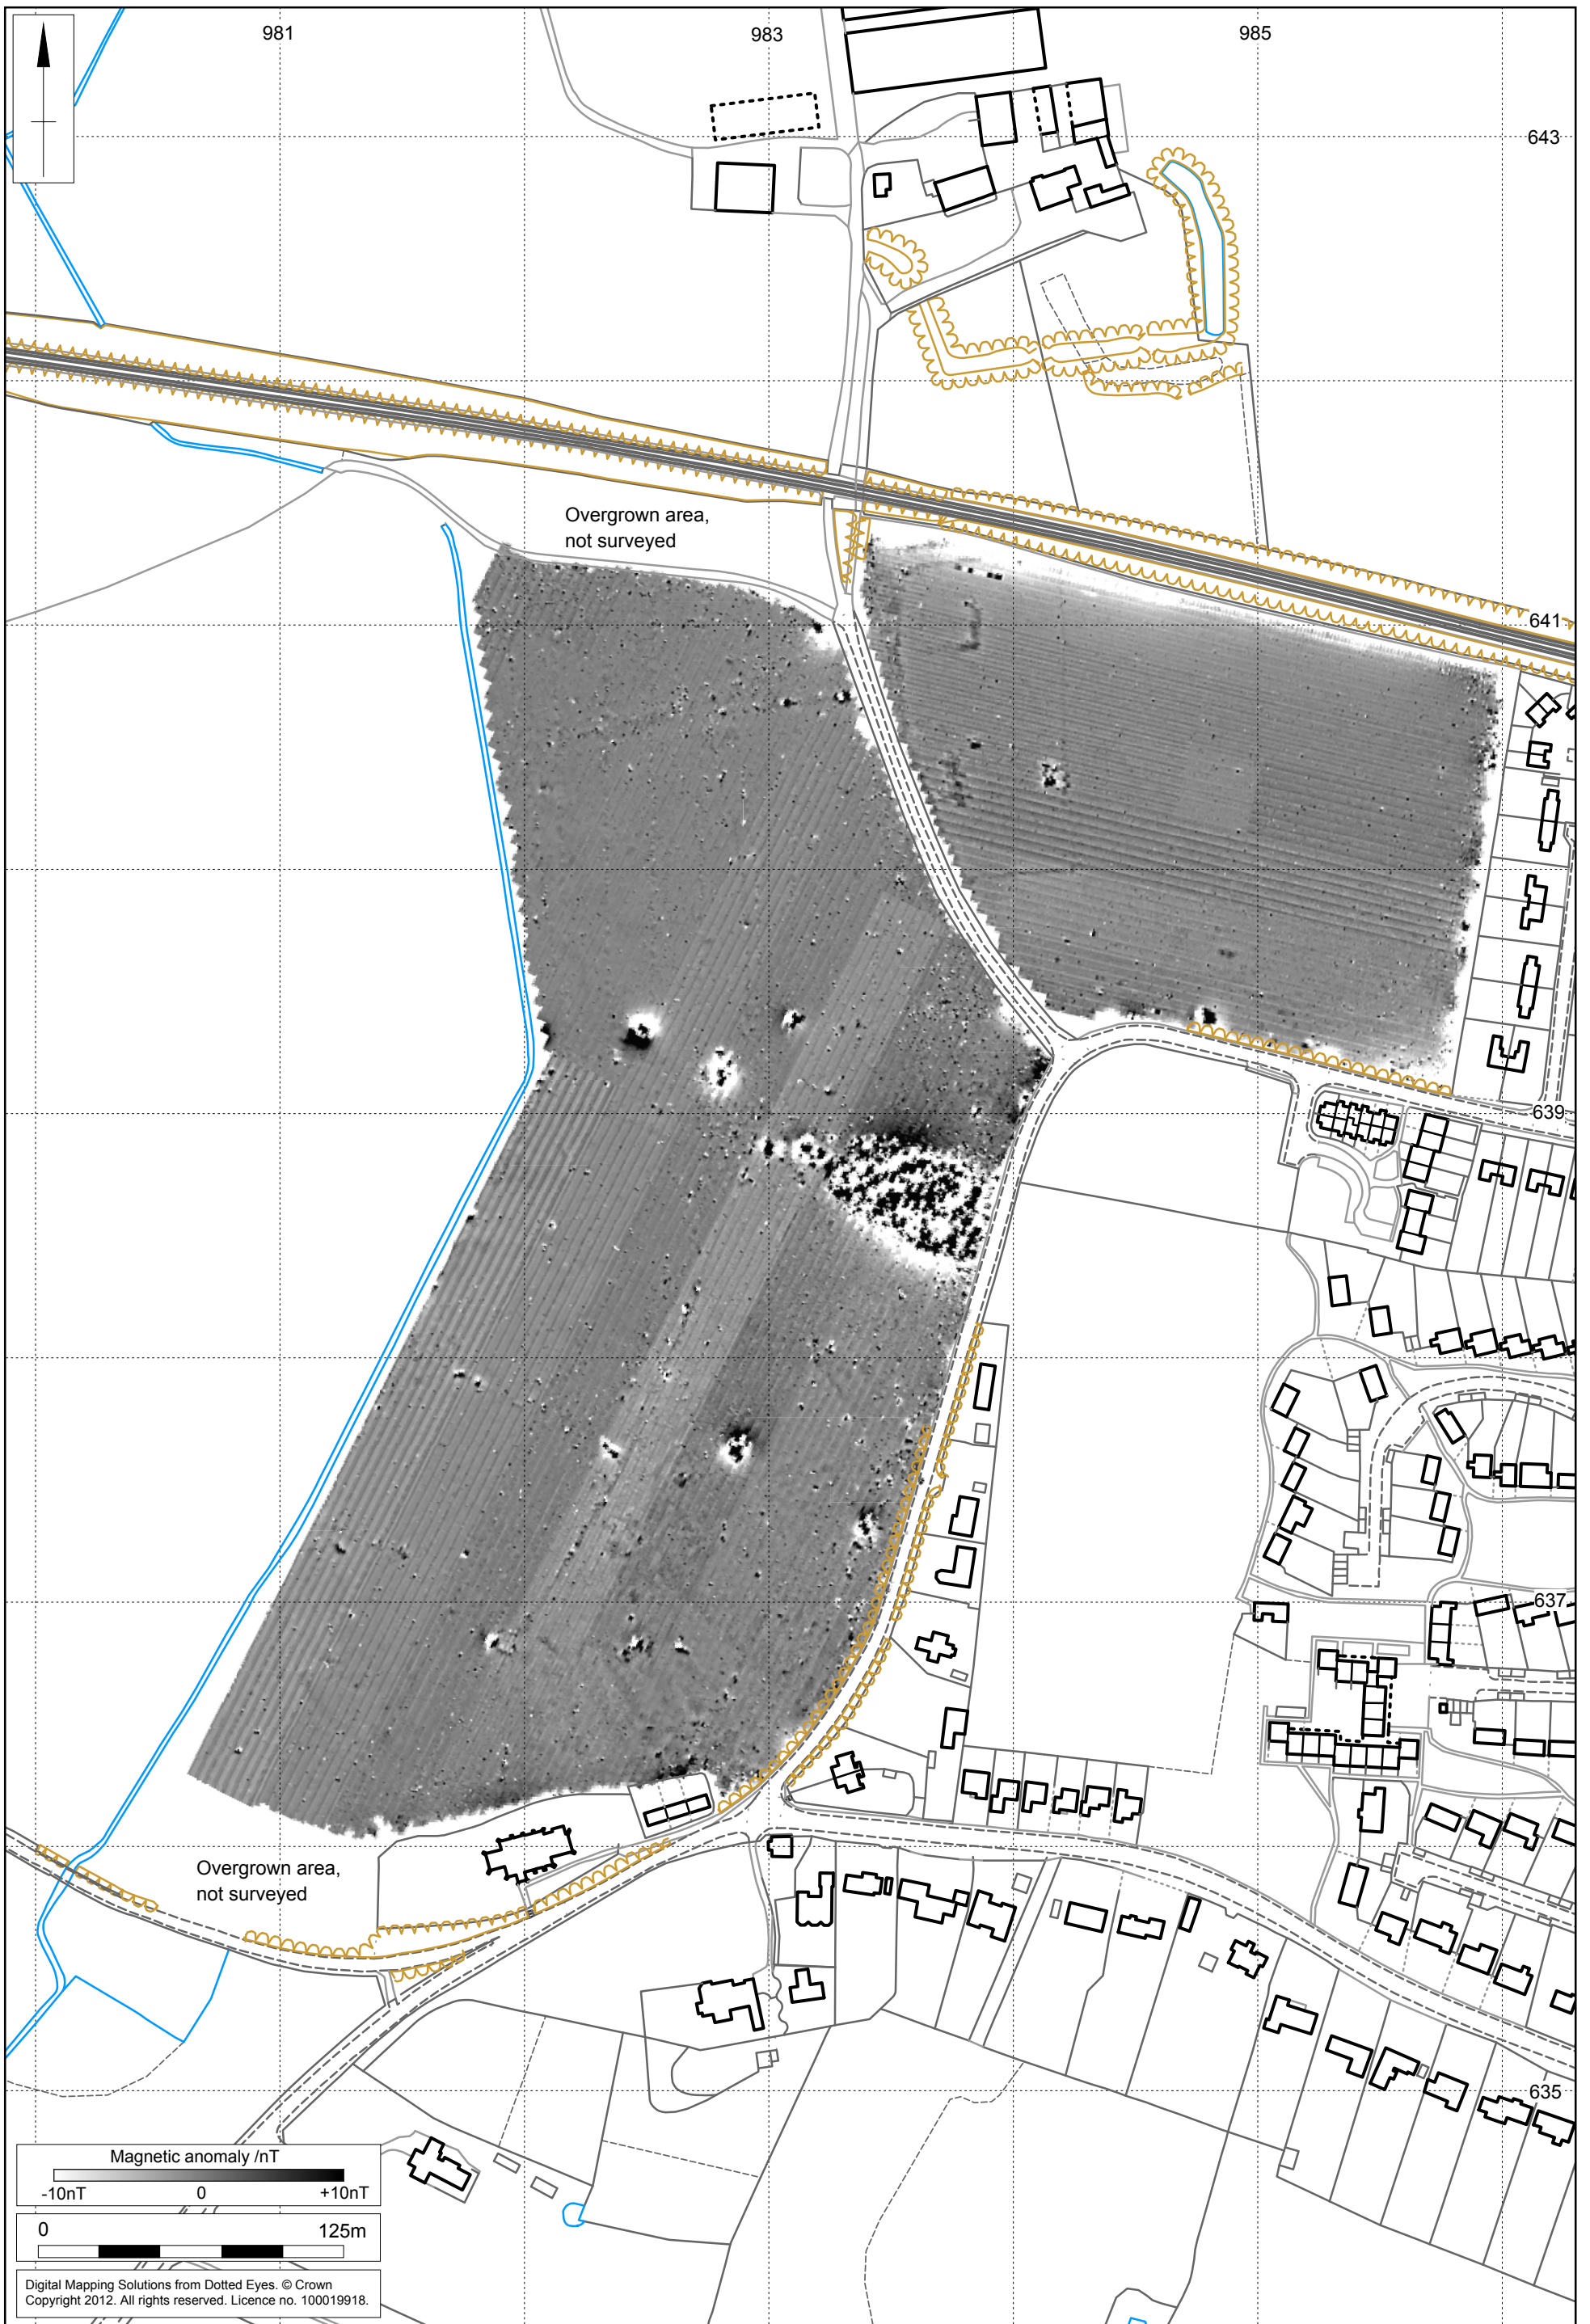 981
983
985
643
Overgrown area,
not surveyed
641
639
637
Overgrown area,
not surveyed
635
Magnetic anomaly /nT
-10nT 0 +10nT
0 125m
Digital Mapping Solutions from Dotted Eyes. © Crown
Copyright 2012. All rights reserved. Licence no. 100019918.